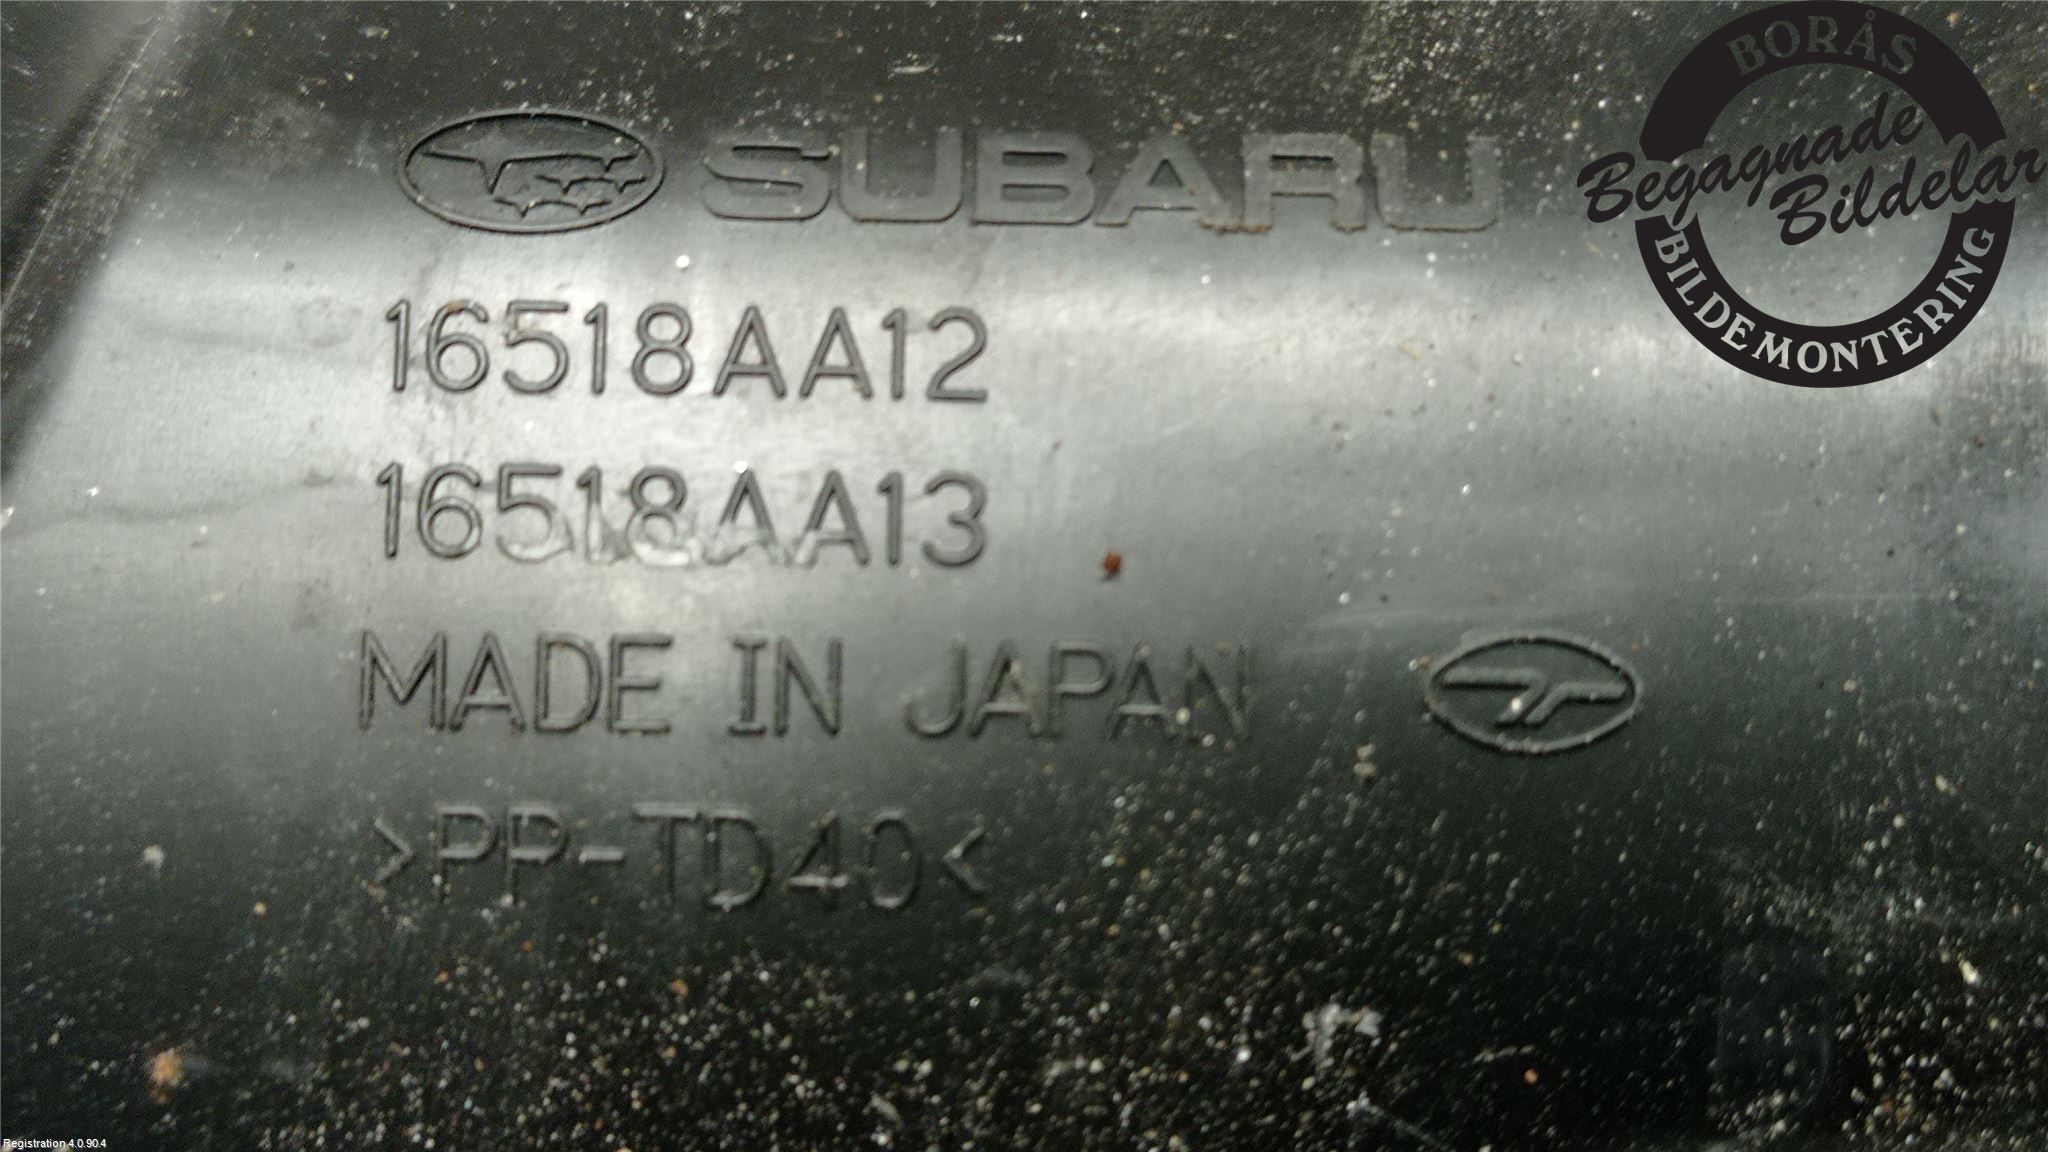 SUBARU
16518AA12
16518AA13
MADE IN JAPAN
>PP-TD40<
BORÅS
Begagnade
Bildelar
BILDEMONTERING
Registration 4.0.90.4